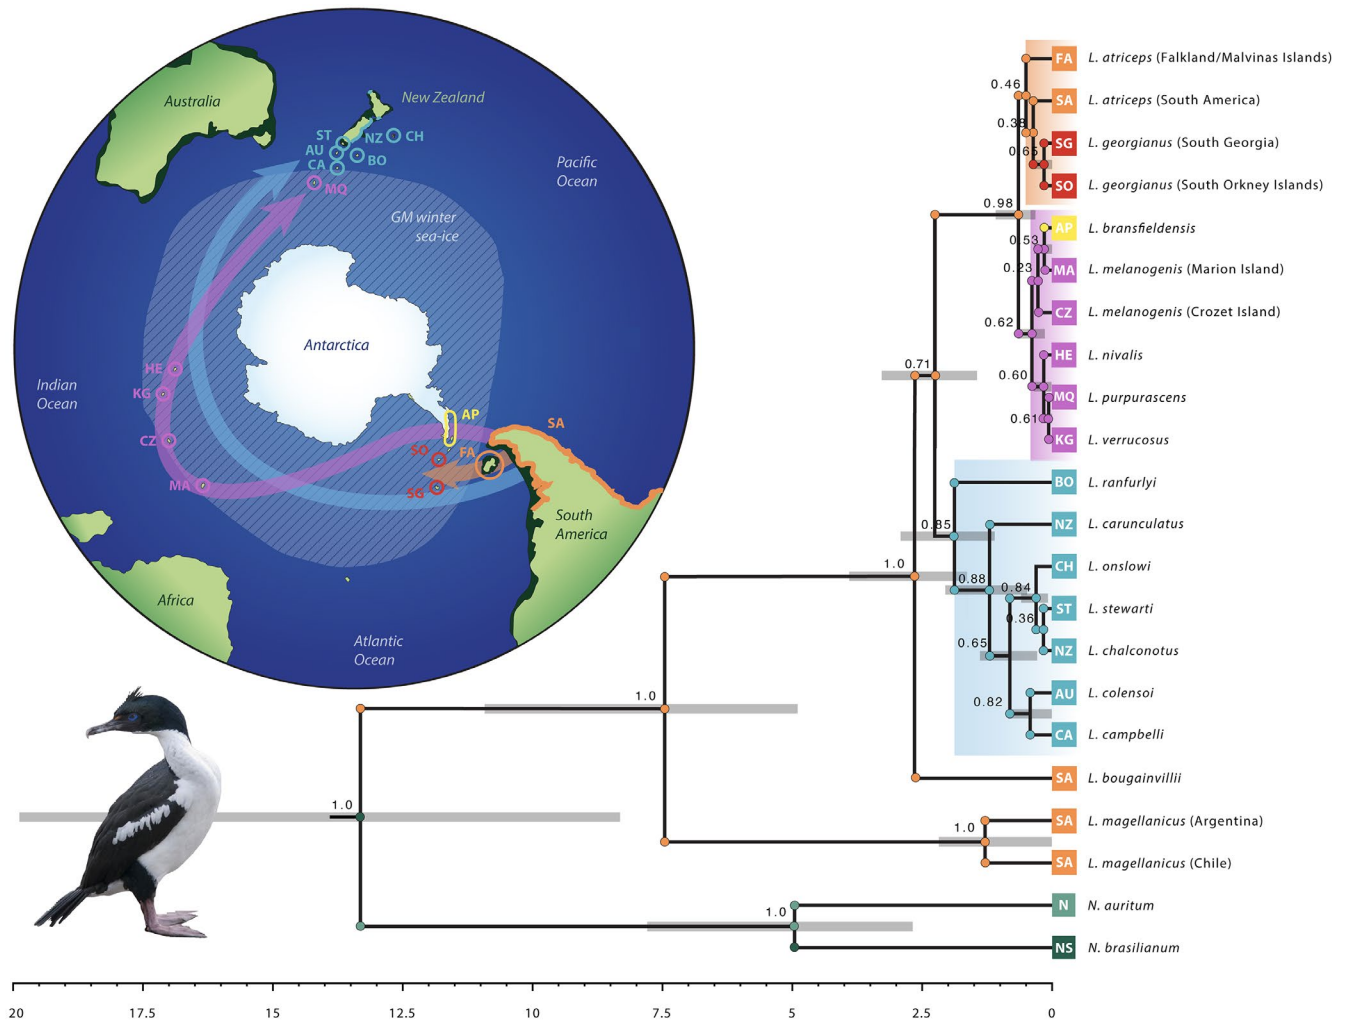 Australia
New Zealand
ST
NZ
CH
AU
BO
CA
MQ
Pacific
Ocean
GM winter
sea-ice
Antarctica
Indian
Ocean
HE
KG
CZ
MA
AP
SA
SO
FA
SG
South
America
Africa
Atlantic
Ocean
FA L. atriceps (Falkland/Malvinas Islands)
0.46
SA L. atriceps (South America)
0.38
SG L. georgianus (South Georgia)
0.65
SO L. georgianus (South Orkney Islands)
0.98
AP L. bransfieldensis
0.53
MA L. melanogenis (Marion Island)
0.23
CZ L. melanogenis (Crozet Island)
0.62
HE L. nivalis
0.71
0.60
MQ L. purpurascens
0.61
KG L. verrucosus
BO L. ranfurlyi
0.85
NZ L. carunculatus
1.0
CH L. onslowi
0.88
0.84
ST L. stewarti
0.36
0.65
NZ L. chalconotus
AU L. colensoi
1.0
0.82
CA L. campbelli
SA L. bougainvillii
1.0
SA L. magellanicus (Argentina)
1.0
SA L. magellanicus (Chile)
N N. auritum
1.0
NS N. brasilianum
20 17.5 15 12.5 10 7.5 5 2.5 0